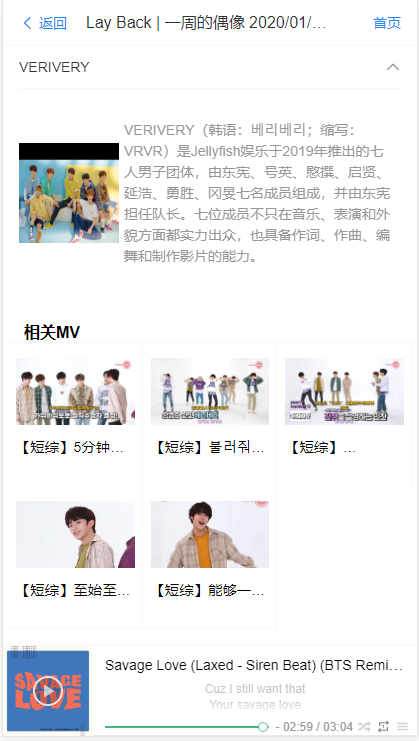 返回
Lay Back | 一周的偶像 2020/01/...
首页
VERIVERY
VERIVERY（韩语：베리베리；缩写：
VRVR）是Jellyfish娱乐于2019年推出的七
人男子团体，由东宪、号英、愍撰、启贤、
延浩、勇胜、冈旻七名成员组成，并由东宪
担任队长。七位成员不只在音乐、表演和外
貌方面都实力出众，也具备作词、作曲、编
舞和制作影片的能力。
相关MV
【短综】5分钟...
【短综】불러줘...
【短综】...
【短综】至始至...
【短综】能够一...
SAVAGE
LOVE
Savage Love (Laxed - Siren Beat) (BTS Remi...
Cuz I still want that
Your savage love
- 02:59 / 03:04